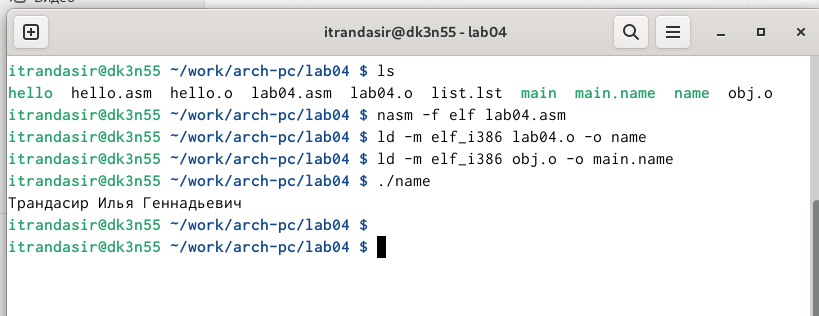 Видео
itrandasir@dk3n55 - lab04
itrandasir@dk3n55 ~/work/arch-pc/lab04 $ ls
hello hello.asm hello.o lab04.asm lab04.o list.lst main main.name name obj.o
itrandasir@dk3n55 ~/work/arch-pc/lab04 $ nasm -f elf lab04.asm
itrandasir@dk3n55 ~/work/arch-pc/lab04 $ ld -m elf_i386 lab04.o -o name
itrandasir@dk3n55 ~/work/arch-pc/lab04 $ ld -m elf_i386 obj.o -o main.name
itrandasir@dk3n55 ~/work/arch-pc/lab04 $ ./name
Трандасир Илья Геннадьевич
itrandasir@dk3n55 ~/work/arch-pc/lab04 $
itrandasir@dk3n55 ~/work/arch-pc/lab04 $